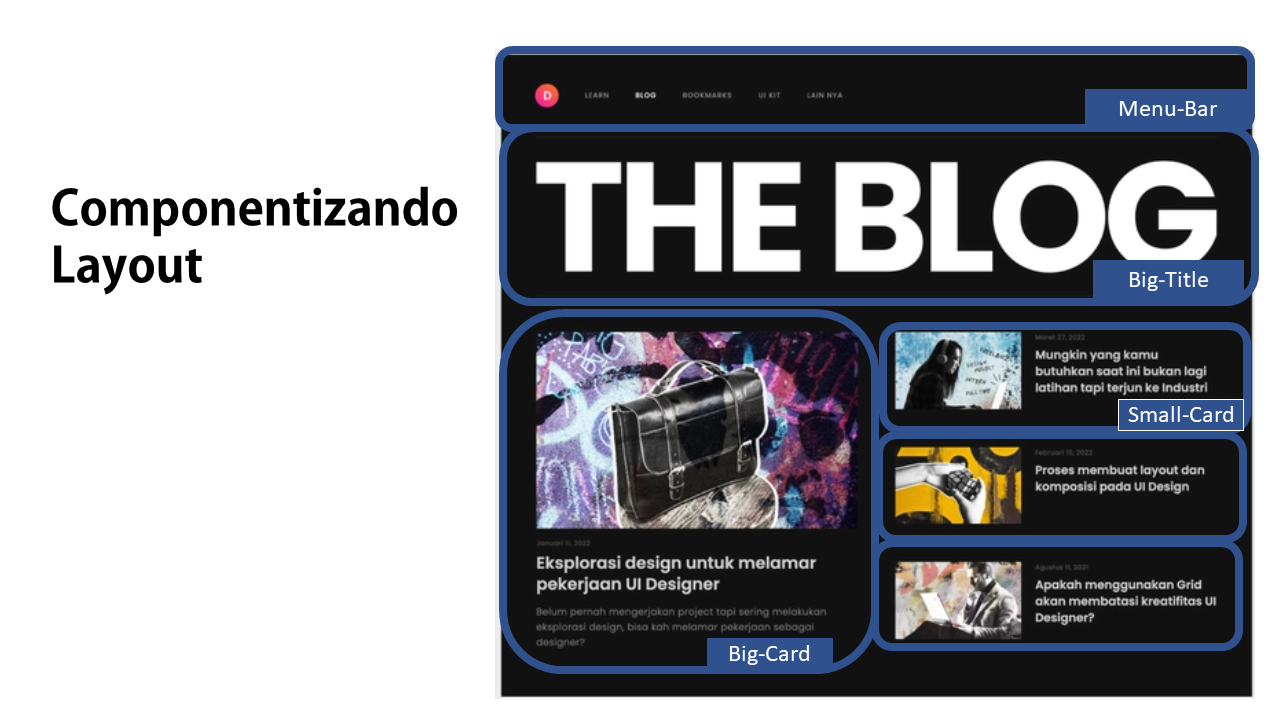 Componentizando
Layout
D
LEARN
BLOG
BOOKMARKS
UI KIT
LAIN NYA
Menu-Bar
THE BLOG
Big-Title
Januari 11, 2022
Eksplorasi design untuk melamar
pekerjaan UI Designer
Belum pernah mengerjakan project tapi sering melakukan
eksplorasi design, bisa kah melamar pekerjaan sebagai
designer?
Big-Card
Maret 27, 2022
Mungkin yang kamu
butuhkan saat ini bukan lagi
latihan tapi terjun ke Industri
Small-Card
Proses membuat layout dan
komposisi pada UI Design
Agustus 11, 2021
Apakah menggunakan Grid
akan membatasi kreatifitas UI
Designer?